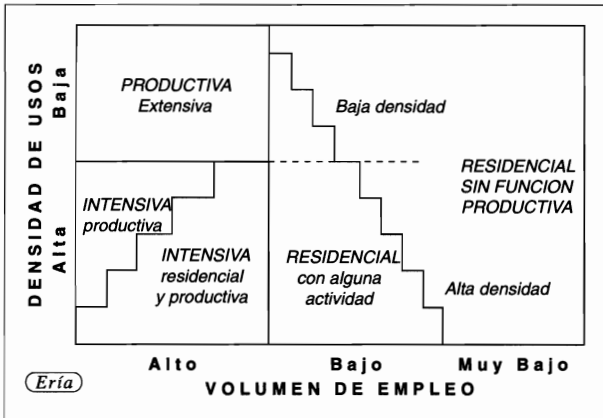 DENSIDAD DE USOS
Baja
Alta
PRODUCTIVA
Extensiva
Baja densidad
RESIDENCIAL
SIN FUNCION
PRODUCTIVA
INTENSIVA
productiva
INTENSIVA
residencial
y productiva
RESIDENCIAL
con alguna
actividad
Alta densidad
Alto
Bajo
Muy Bajo
VOLUMEN DE EMPLEO
Ería